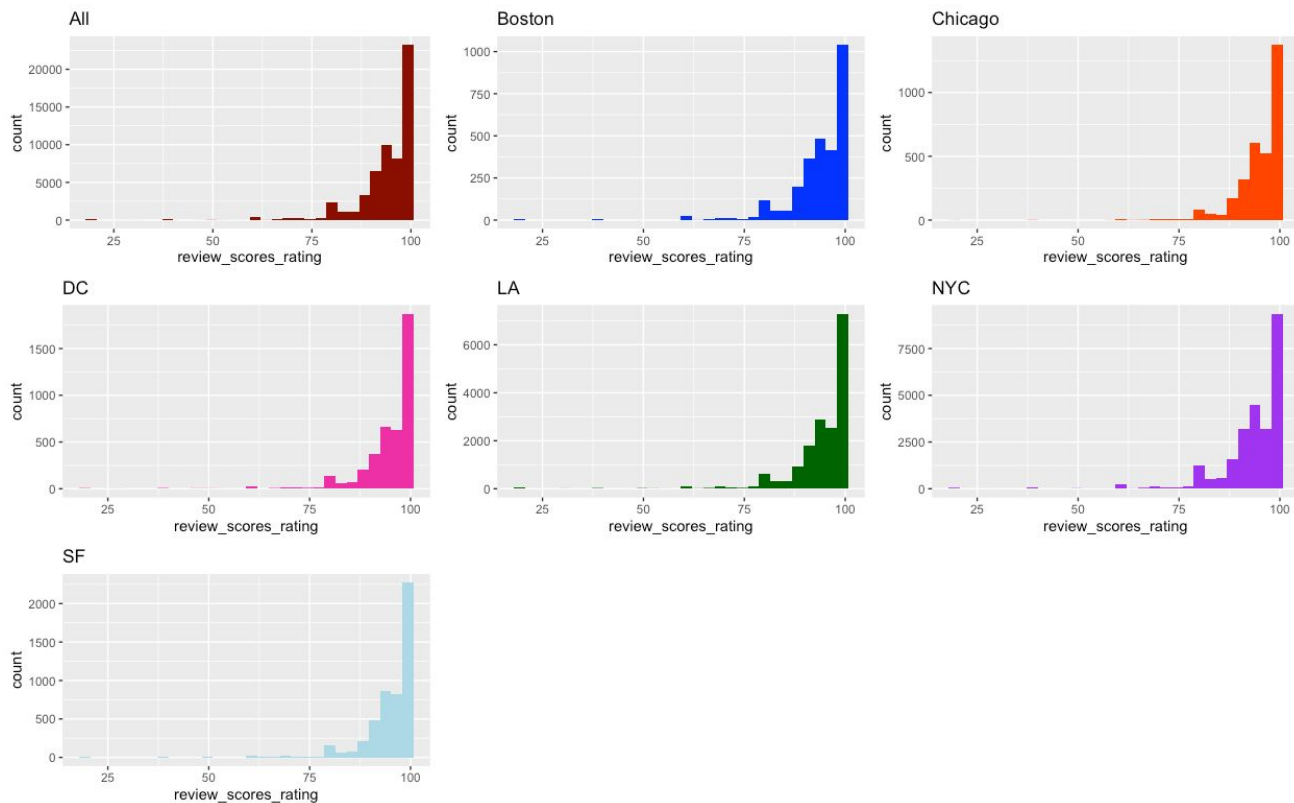 All
count
20000
15000
10000
5000
0
25 50 75 100
review_scores_rating
Boston
count
1000
750
500
250
0
25 50 75 100
review_scores_rating
Chicago
count
1000
500
0
25 50 75 100
review_scores_rating
DC
count
1500
1000
500
0
25 50 75 100
review_scores_rating
LA
count
6000
4000
2000
0
25 50 75 100
review_scores_rating
NYC
count
7500
5000
2500
0
25 50 75 100
review_scores_rating
SF
count
2000
1500
1000
500
0
25 50 75 100
review_scores_rating